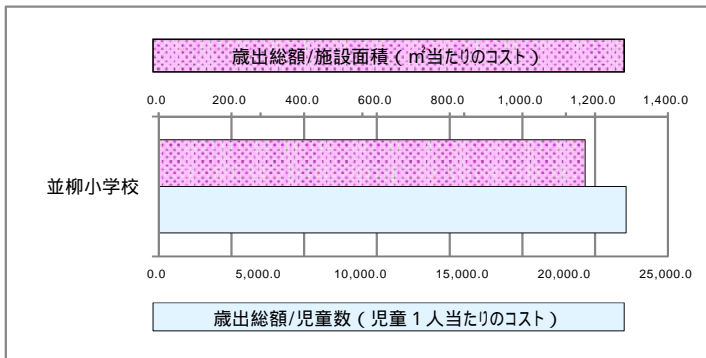 歳出総額/施設面積（㎡当たりのコスト）
0.0 200.0 400.0 600.0 800.0 1,000.0 1,200.0 1,400.0
並柳小学校
0.0 5,000.0 10,000.0 15,000.0 20,000.0 25,000.0
歳出総額/児童数（児童１人当たりのコスト）